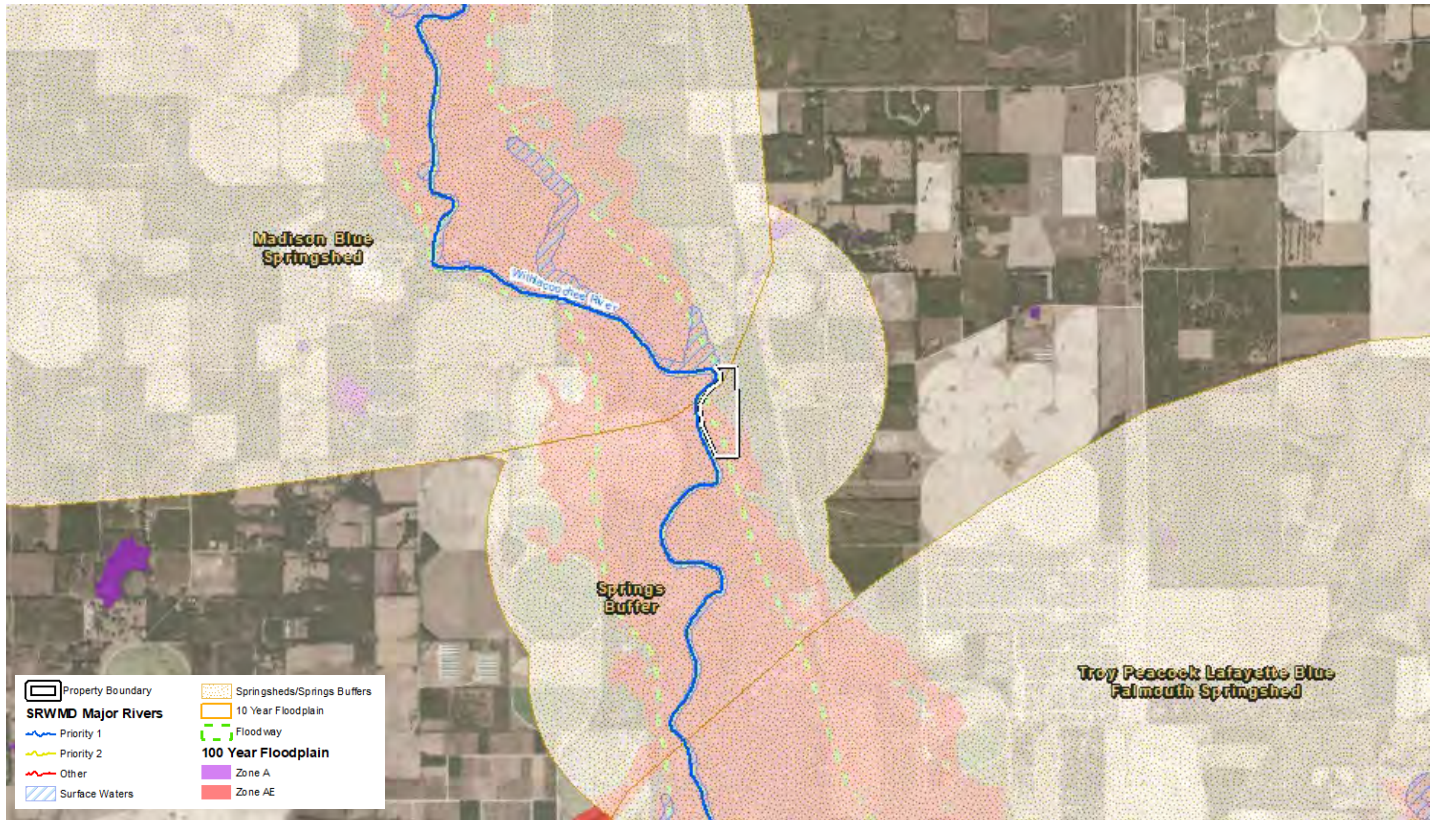 Madison Blue
Springshed
Withlacoochee River
Springs
Buffer
Troy Peacock Lafayette Blue
Falmouth Springshed
Property Boundary
SRWMD Major Rivers
Priority 1
Priority 2
Other
Surface Waters
Springsheds/Springs Buffers
10 Year Floodplain
Floodway
100 Year Floodplain
Zone A
Zone AE